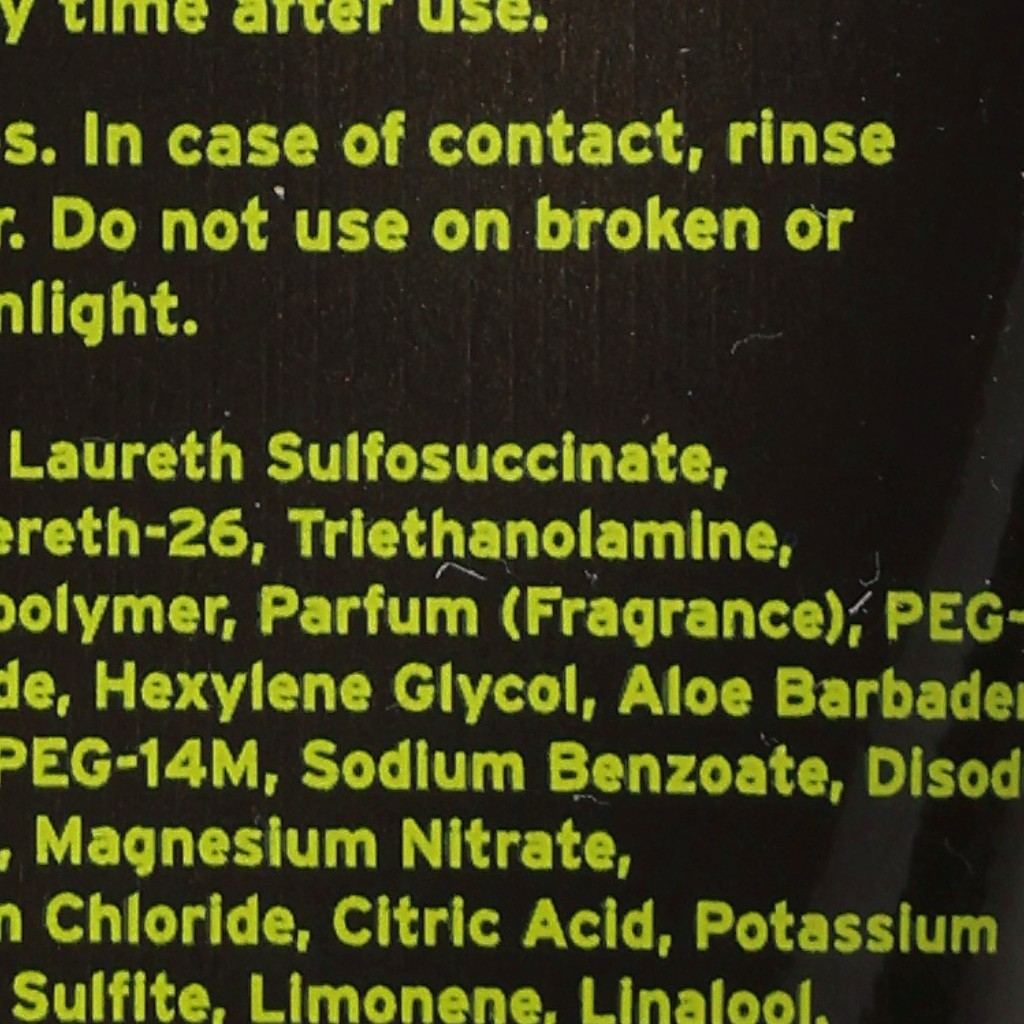 y time after use.
s. In case of contact, rinse
r. Do not use on broken or
nlight.
Laureth Sulfosuccinate,
ereth-26, Triethanolamine,
polymer, Parfum (Fragrance), PEG-
de, Hexylene Glycol, Aloe Barbaden
PEG-14M, Sodium Benzoate, Disod
, Magnesium Nitrate,
n Chloride, Citric Acid, Potassium
Sulfite, Limonene, Linalool.